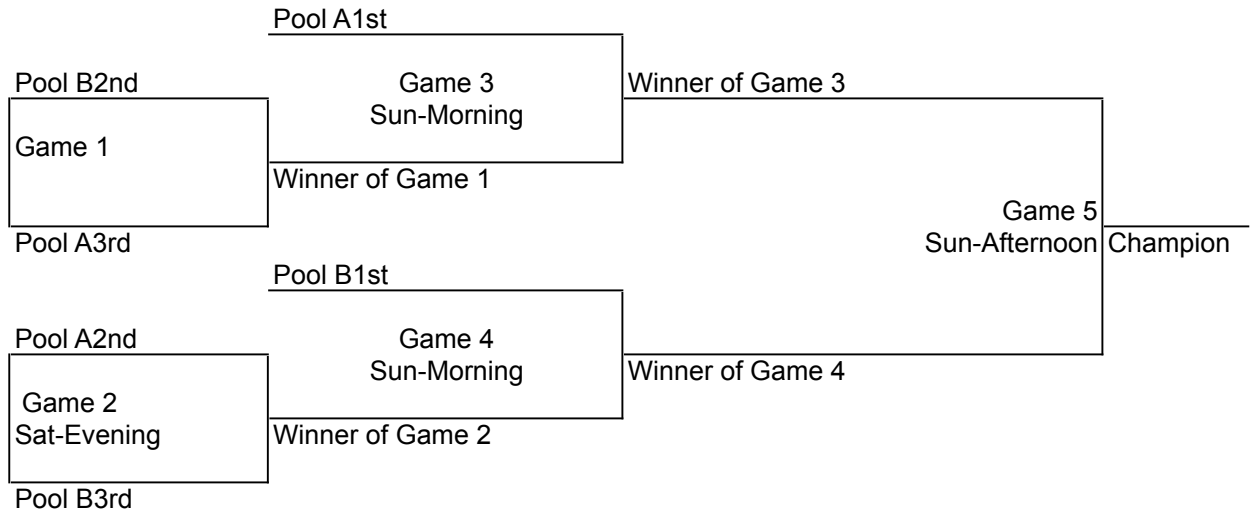 Pool A1st
Pool B2nd
Game 3
Sun-Morning
Winner of Game 3
Game 1
Winner of Game 1
Pool A3rd
Game 5
Sun-Afternoon
Champion
Pool B1st
Pool A2nd
Game 4
Sun-Morning
Winner of Game 4
Game 2
Sat-Evening
Winner of Game 2
Pool B3rd